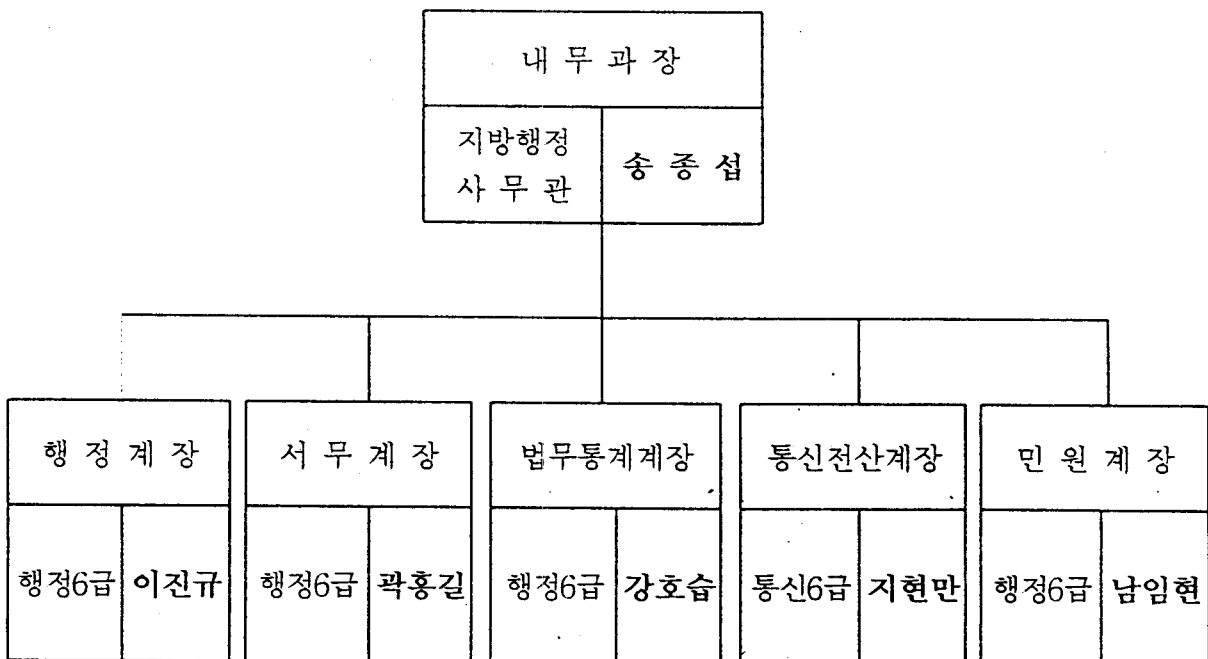 내 무 과 장
지방행정
사 무 관
송 종 섭
행 정 계 장
서 무 계 장
법무통계계장
통신전산계장
민 원 계 장
행정6급
이진규
행정6급
곽홍길
행정6급
강호습
통신6급
지현만
행정6급
남임현